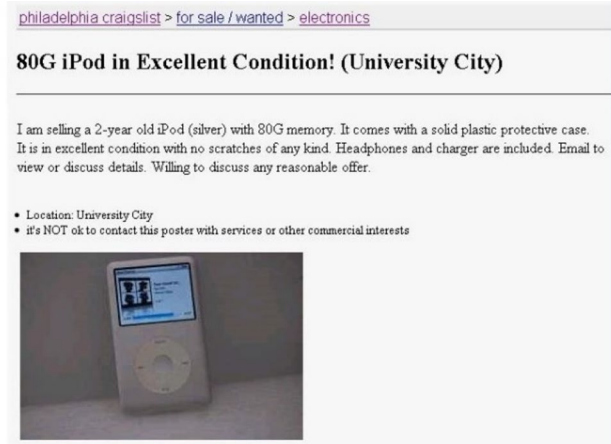 philadelphia craigslist > for sale / wanted > electronics
80G iPod in Excellent Condition! (University City)
I am selling a 2-year old iPod (silver) with 80G memory. It comes with a solid plastic protective case.
It is in excellent condition with no scratches of any kind. Headphones and charger are included. Email to
view or discuss details. Willing to discuss any reasonable offer.
• Location: University City
• it's NOT ok to contact this poster with services or other commercial interests